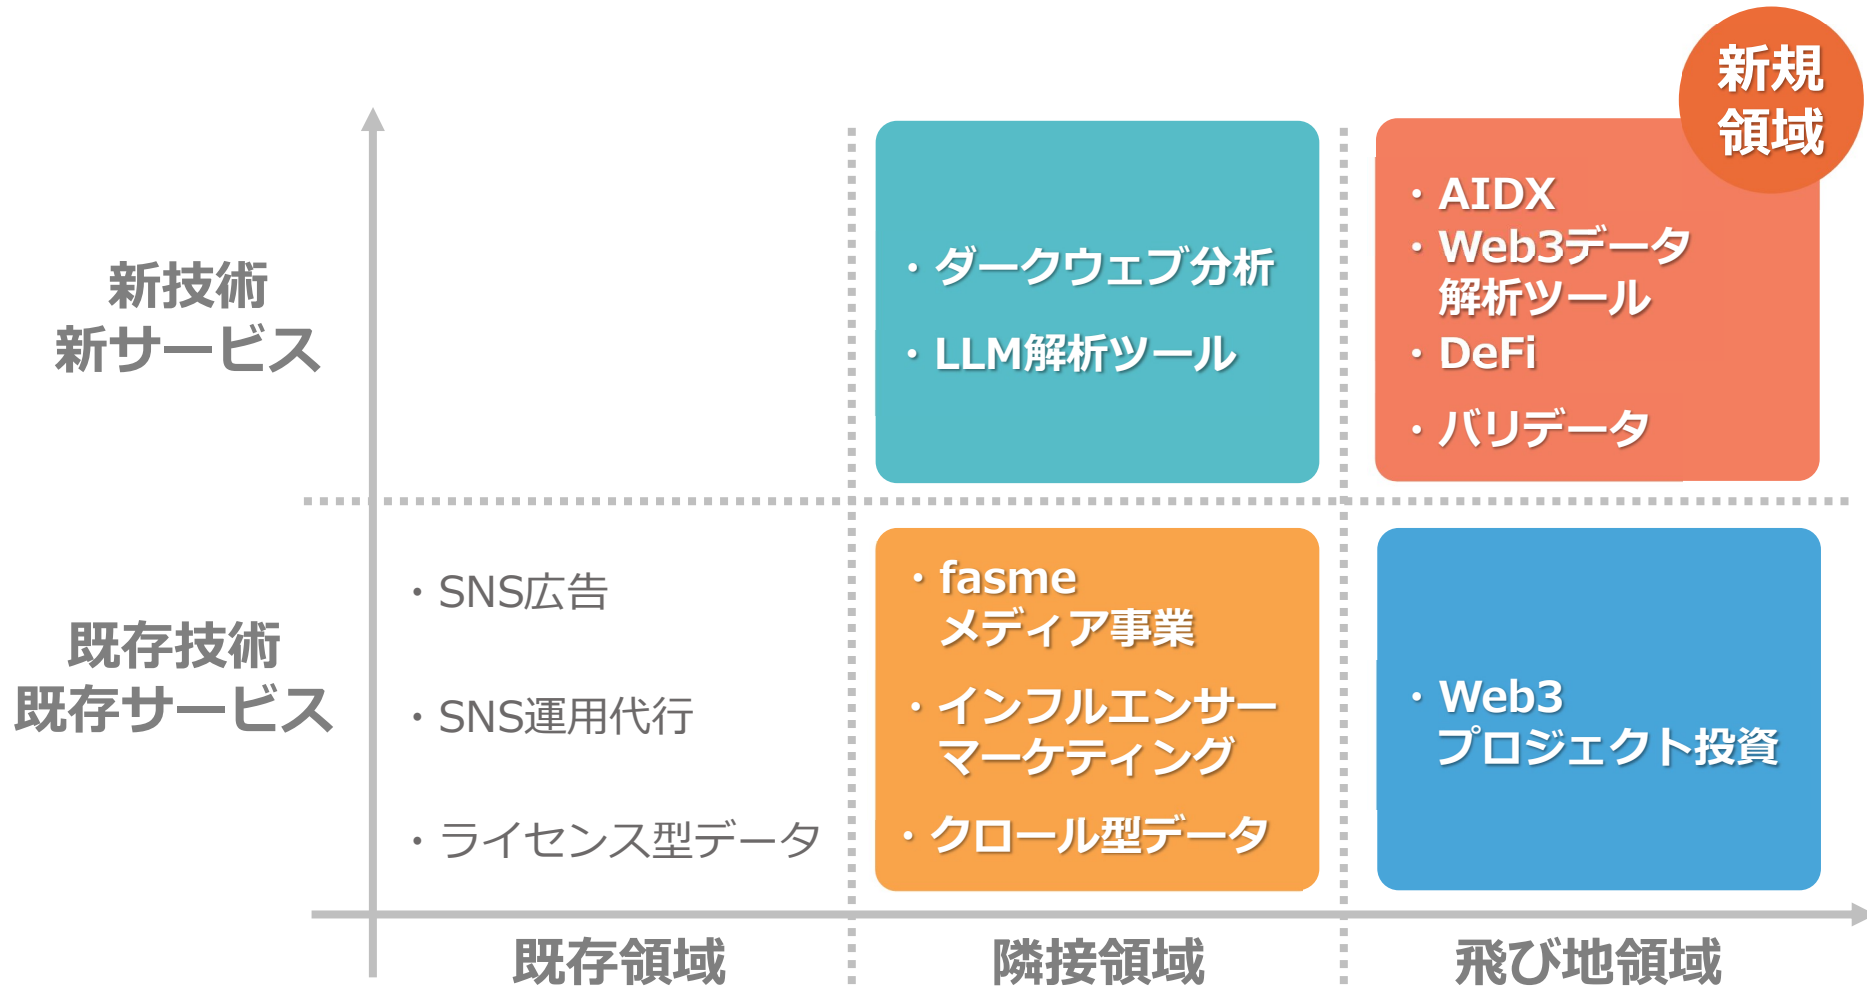 新規
領域
新技術
新サービス
・ダークウェブ分析
・LLM解析ツール
・AIDX
・Web3データ
解析ツール
・DeFi
・バリデータ
既存技術
既存サービス
・SNS広告
・SNS運用代行
・ライセンス型データ
・fasme
メディア事業
・インフルエンサー
マーケティング
・クロール型データ
・Web3
プロジェクト投資
既存領域
隣接領域
飛び地領域